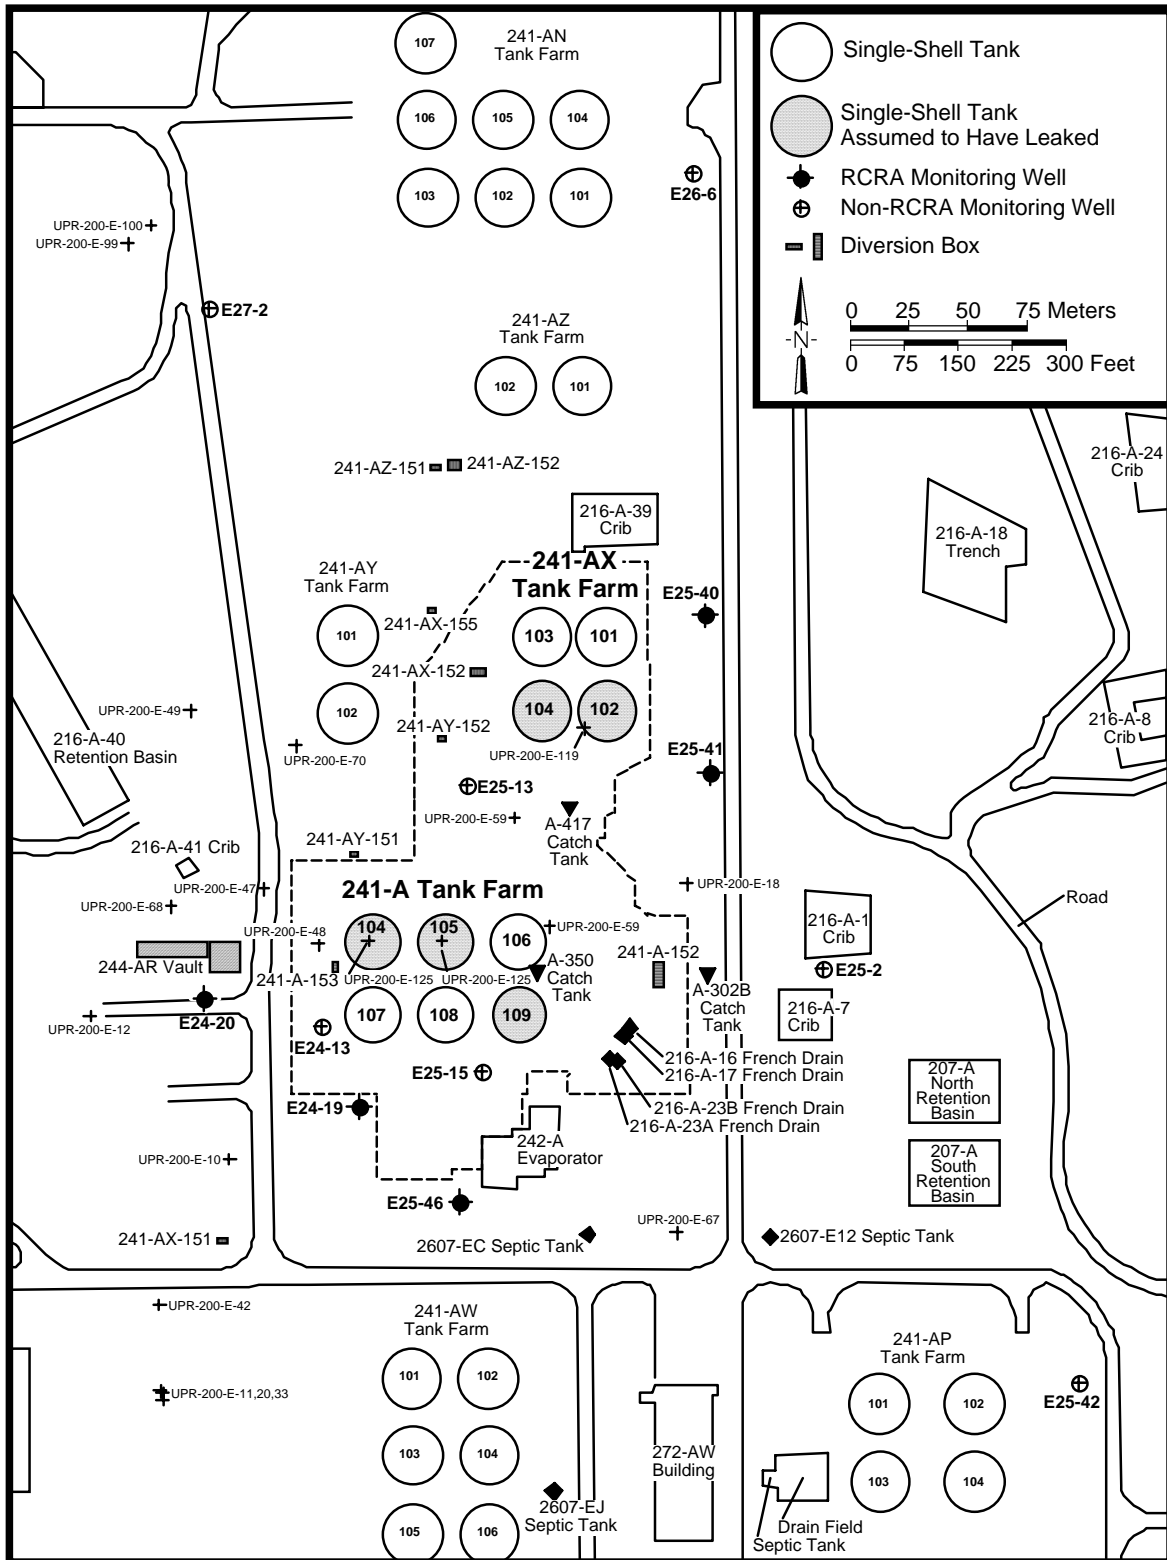 107
241-AN
Tank Farm
106
105
104
103
102
101
E26-6
Single-Shell Tank
Single-Shell Tank
Assumed to Have Leaked
RCRA Monitoring Well
Non-RCRA Monitoring Well
Diversion Box
-N-
0 25 50 75 Meters
0 75 150 225 300 Feet
UPR-200-E-100
UPR-200-E-99
E27-2
241-AZ
Tank Farm
102
101
241-AZ-151
241-AZ-152
216-A-39
Crib
216-A-24
Crib
216-A-18
Trench
241-AY
Tank Farm
101
102
241-AX
Tank Farm
103
101
104
102
E25-40
241-AX-155
241-AX-152
241-AY-152
UPR-200-E-119
UPR-200-E-49
216-A-40
Retention Basin
UPR-200-E-70
E25-41
216-A-8
Crib
E25-13
UPR-200-E-59
A-417
Catch
Tank
241-AY-151
216-A-41 Crib
UPR-200-E-47
UPR-200-E-68
241-A Tank Farm
UPR-200-E-18
Road
216-A-1
Crib
E25-2
UPR-200-E-48
104
105
106
UPR-200-E-59
244-AR Vault
241-A-153
UPR-200-E-125
UPR-200-E-125
A-350
Catch
Tank
241-A-152
A-302B
Catch
Tank
216-A-7
Crib
E24-20
UPR-200-E-12
E24-13
107
108
109
216-A-16 French Drain
216-A-17 French Drain
E25-15
216-A-23B French Drain
216-A-23A French Drain
207-A
North
Retention
Basin
E24-19
242-A
Evaporator
207-A
South
Retention
Basin
UPR-200-E-10
E25-46
241-AX-151
2607-EC Septic Tank
UPR-200-E-67
2607-E12 Septic Tank
UPR-200-E-42
241-AW
Tank Farm
101
102
103
104
105
106
UPR-200-E-11,20,33
2607-EJ
Septic Tank
272-AW
Building
241-AP
Tank Farm
101
102
103
104
E25-42
Drain Field
Septic Tank